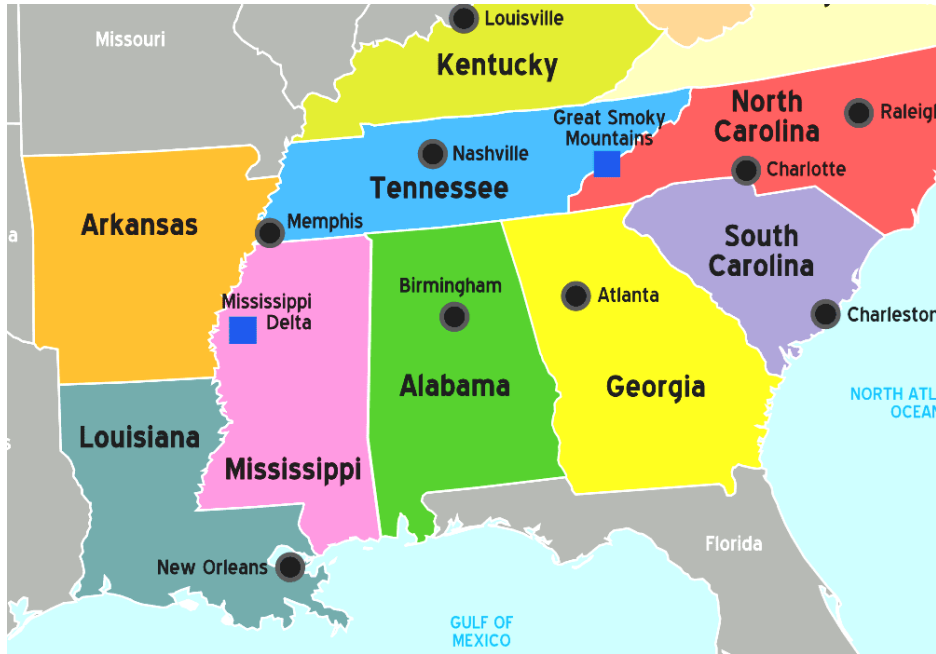 Louisville
Missouri
Kentucky
North
Carolina
Raleigh
Great Smoky
Mountains
Nashville
Charlotte
Tennessee
Arkansas
Memphis
South
Carolina
Birmingham
Atlanta
Mississippi
Delta
Charleston
Alabama
Georgia
NORTH ATL
OCEAN
Louisiana
Mississippi
Florida
New Orleans
GULF OF
MEXICO